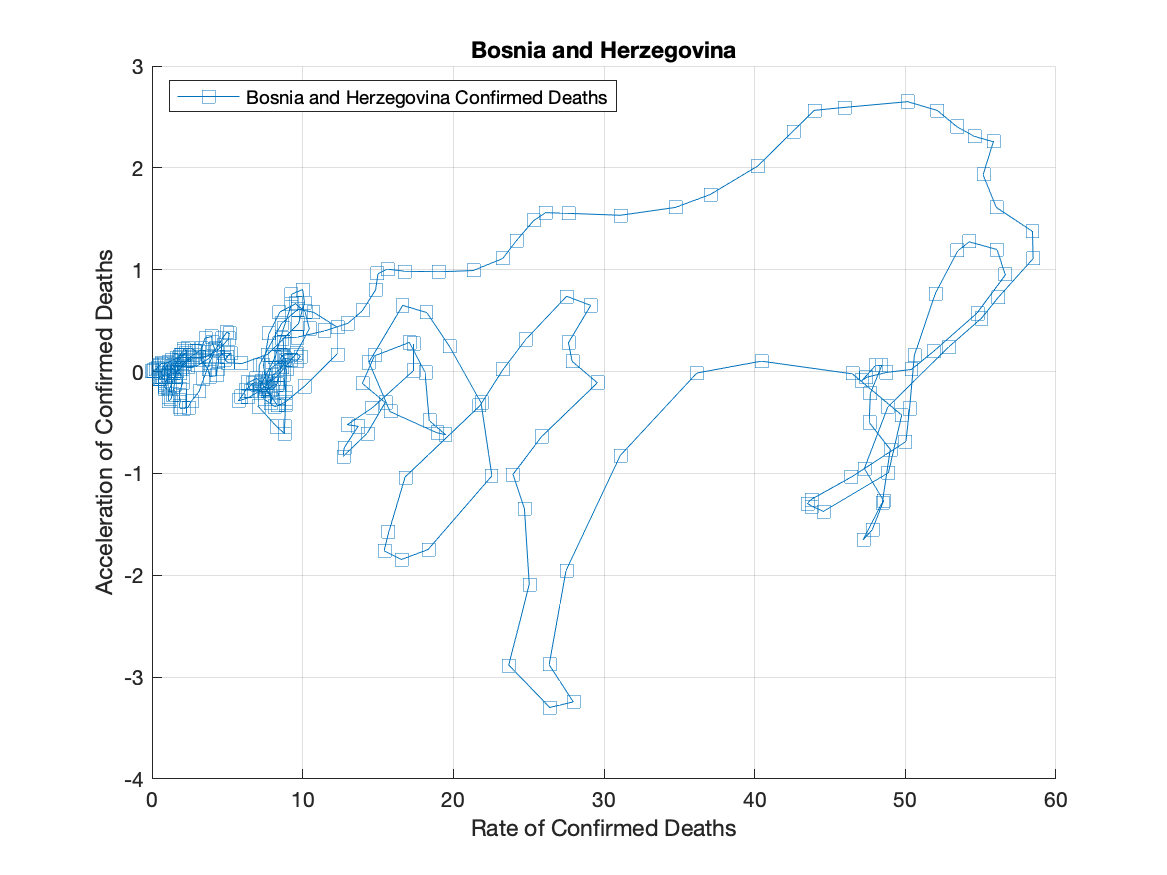 Bosnia and Herzegovina
3
Bosnia and Herzegovina Confirmed Deaths
2
1
0
-1
-2
-3
-4
Acceleration of Confirmed Deaths
0 10 20 30 40 50 60
Rate of Confirmed Deaths